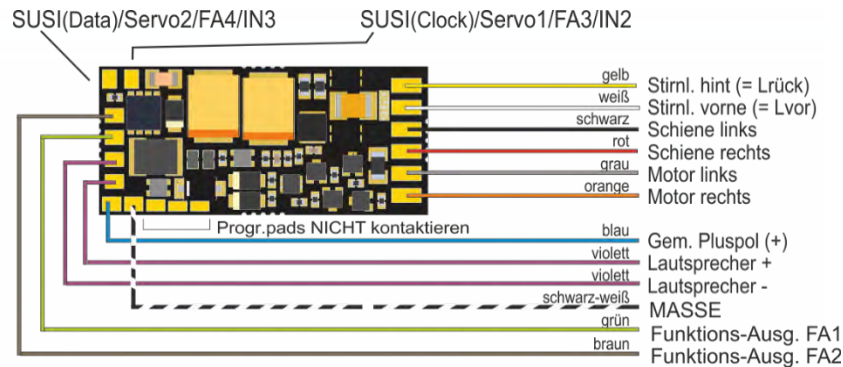 SUSI(Data)/Servo2/FA4/IN3
SUSI(Clock)/Servo1/FA3/IN2
gelb
Stirnl. hint (= Lrück)
weiß
Stirnl. vorne (= Lvor)
schwarz
Schiene links
rot
Schiene rechts
grau
Motor links
orange
Motor rechts
Progr.pads NICHT kontaktieren
blau
Gem. Pluspol (+)
violett
Lautsprecher +
violett
Lautsprecher -
schwarz-weiß
MASSE
grün
Funktions-Ausg. FA1
braun
Funktions-Ausg. FA2